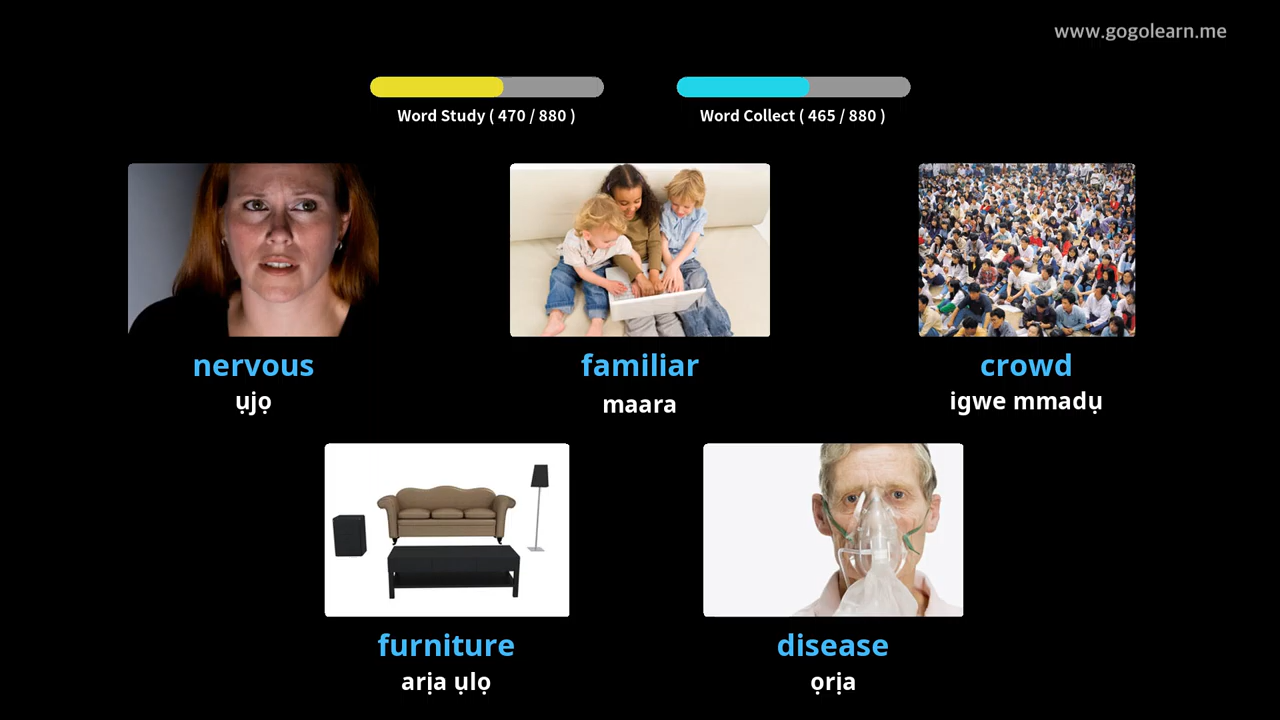 www.gogolearn.me
Word Study ( 470 / 880 )
Word Collect ( 465 / 880 )
nervous
ụjọ
familiar
maara
crowd
igwe mmadụ
furniture
arịa ụlọ
disease
ọrịa